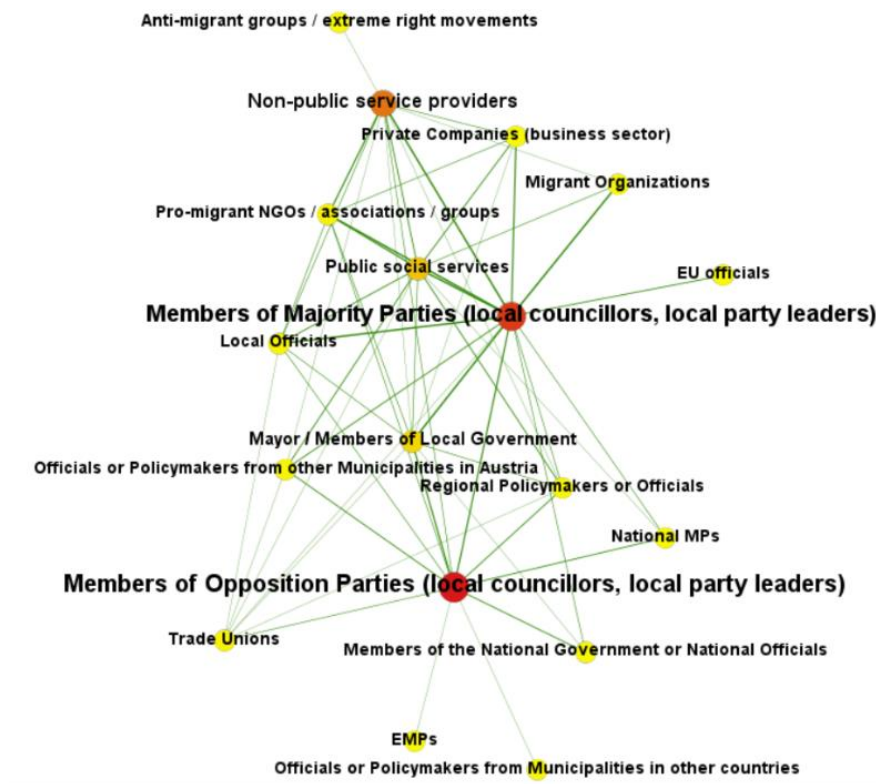 Anti-migrant groups / extreme right movements
Non-public service providers
Private Companies (business sector)
Migrant Organizations
Pro-migrant NGOs / associations / groups
Public social services
EU officials
Members of Majority Parties (local councillors, local party leaders)
Local Officials
Mayor / Members of Local Government
Officials or Policymakers from other Municipalities in Austria
Regional Policymakers or Officials
National MPs
Members of Opposition Parties (local councillors, local party leaders)
Trade Unions
Members of the National Government or National Officials
EMPs
Officials or Policymakers from Municipalities in other countries